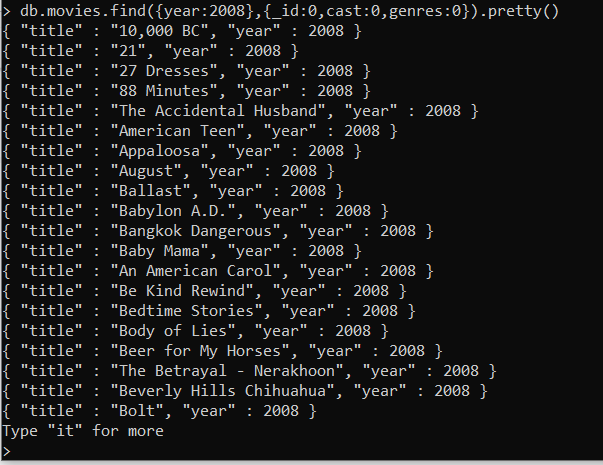 > db.movies.find({year:2008},{_id:0,cast:0,genres:0}).pretty()
{ "title" : "10,000 BC", "year" : 2008 }
{ "title" : "21", "year" : 2008 }
{ "title" : "27 Dresses", "year" : 2008 }
{ "title" : "88 Minutes", "year" : 2008 }
{ "title" : "The Accidental Husband", "year" : 2008 }
{ "title" : "American Teen", "year" : 2008 }
{ "title" : "Appaloosa", "year" : 2008 }
{ "title" : "August", "year" : 2008 }
{ "title" : "Ballast", "year" : 2008 }
{ "title" : "Babylon A.D.", "year" : 2008 }
{ "title" : "Bangkok Dangerous", "year" : 2008 }
{ "title" : "Baby Mama", "year" : 2008 }
{ "title" : "An American Carol", "year" : 2008 }
{ "title" : "Be Kind Rewind", "year" : 2008 }
{ "title" : "Bedtime Stories", "year" : 2008 }
{ "title" : "Body of Lies", "year" : 2008 }
{ "title" : "Beer for My Horses", "year" : 2008 }
{ "title" : "The Betrayal - Nerakhoon", "year" : 2008 }
{ "title" : "Beverly Hills Chihuahua", "year" : 2008 }
{ "title" : "Bolt", "year" : 2008 }
Type "it" for more
>